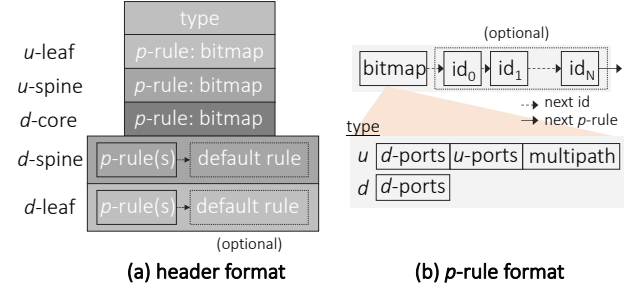 type
u-leaf p-rule: bitmap
u-spine p-rule: bitmap
d-core p-rule: bitmap
d-spine p-rule(s) default rule
d-leaf p-rule(s) default rule
(optional)
(a) header format
(optional)
bitmap id0 id1 idN
next id
next p-rule
type
u d-ports u-ports multipath
d d-ports
(b) p-rule format